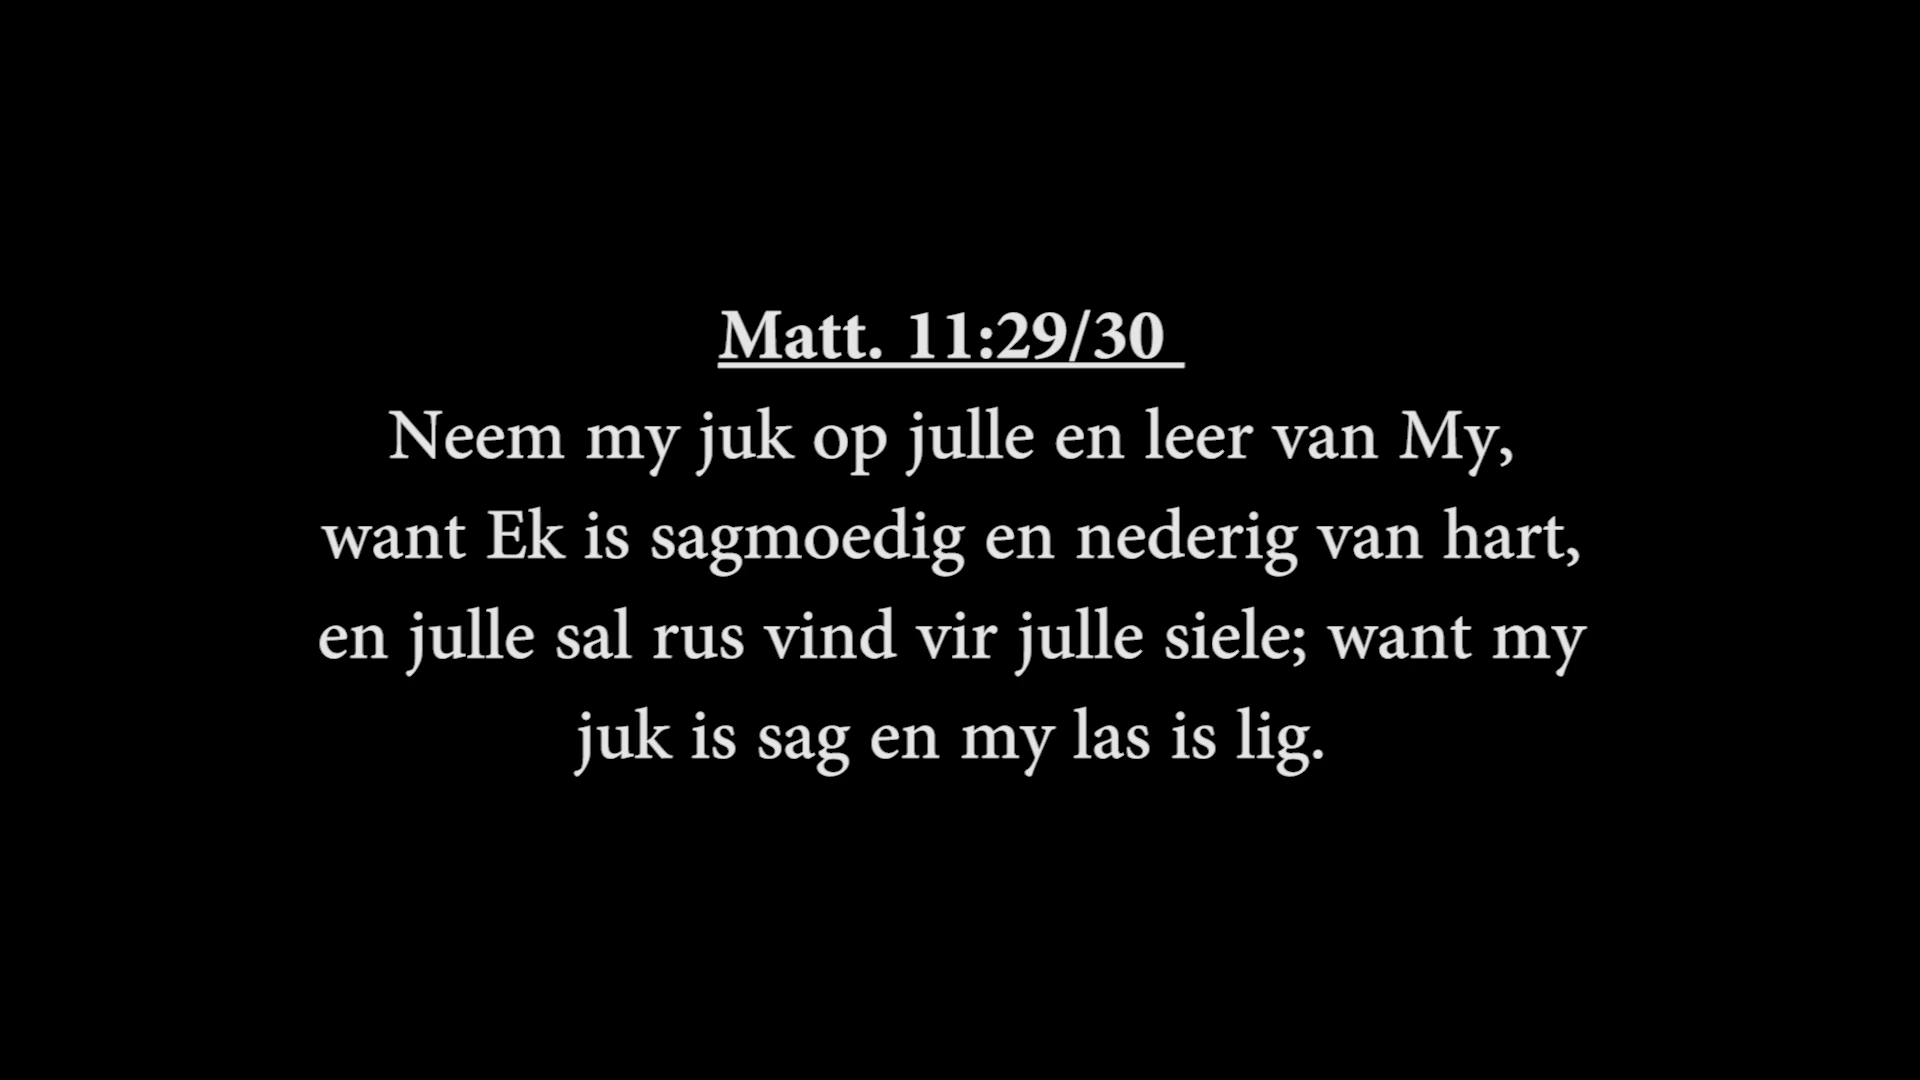 Matt. 11:29/30
Neem my juk op julle en leer van My,
want Ek is sagmoedig en nederig van hart,
en julle sal rus vind vir julle siele; want my
juk is sag en my las is lig.